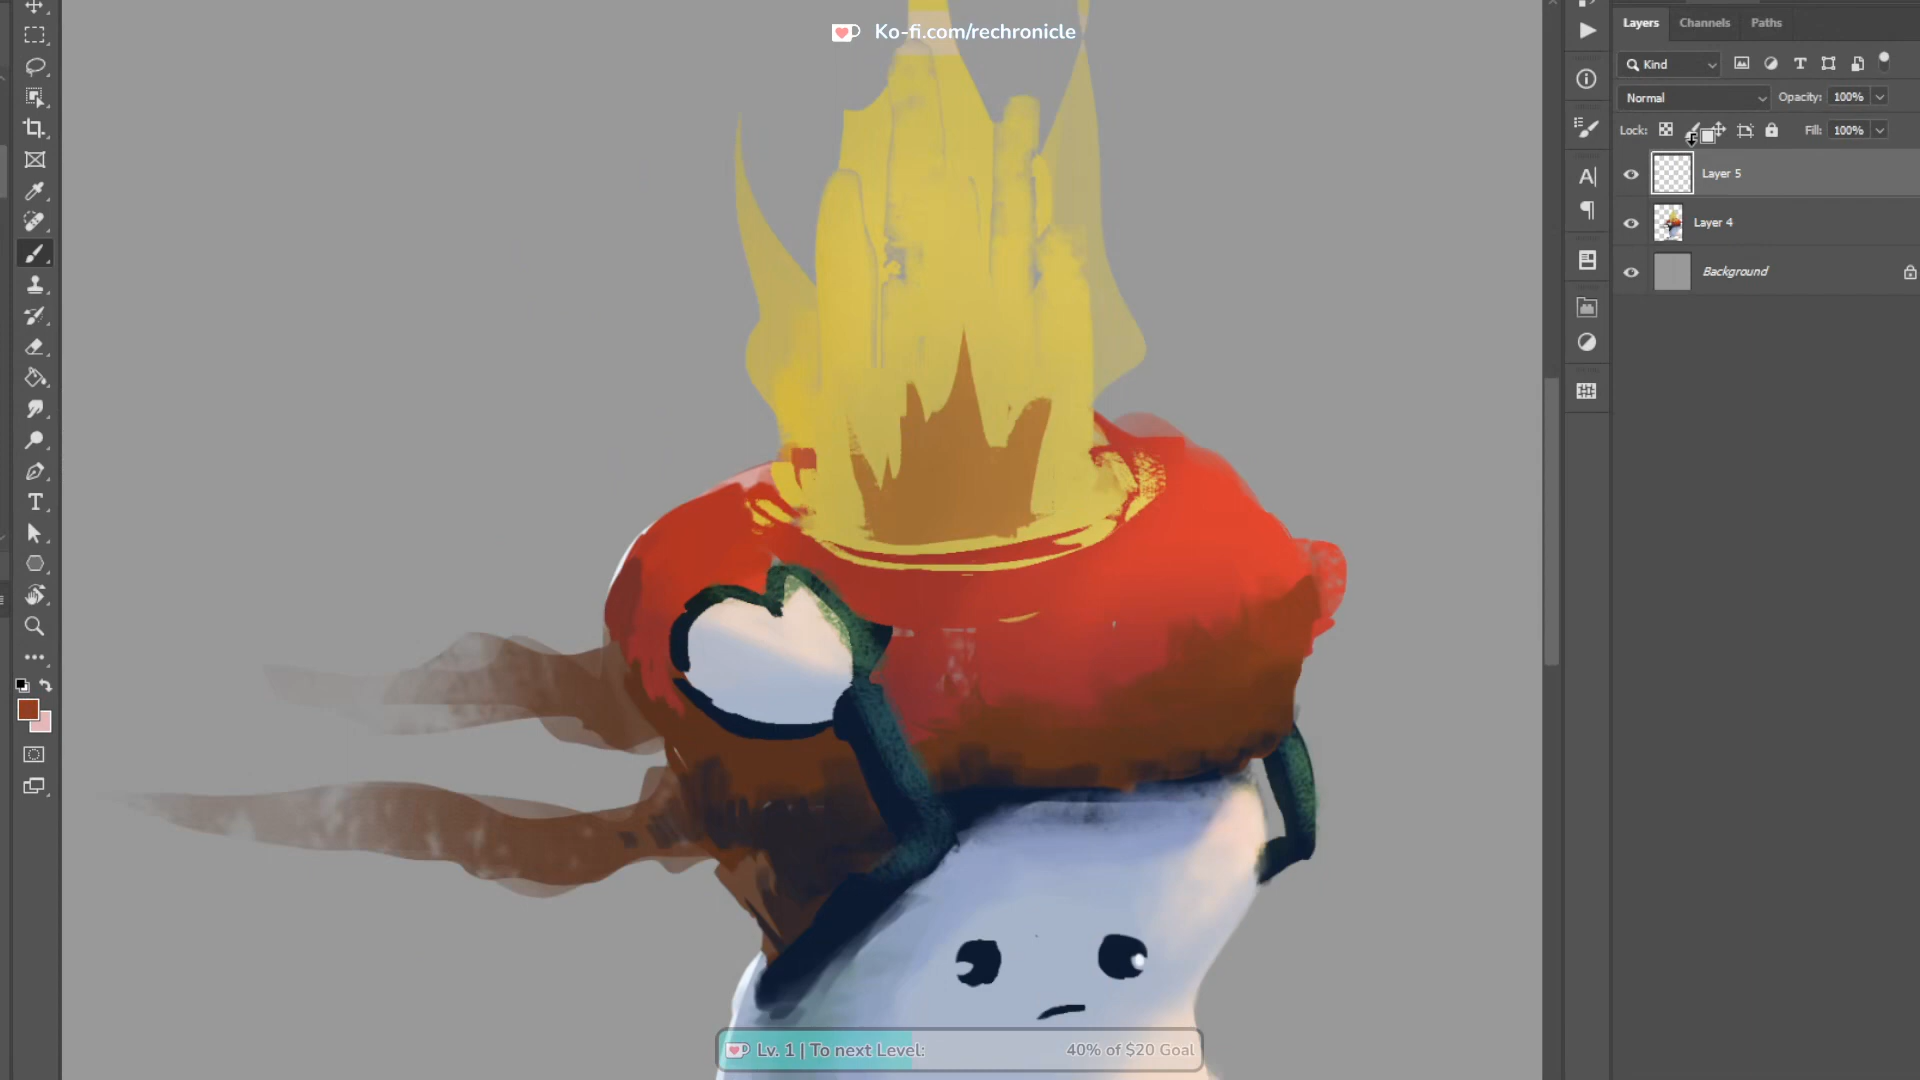 Ko-fi.com/rechronicle
Layers
Channels
Paths
Kind
Normal
Opacity:
100%
Lock:
Fill:
100%
Layer 5
Layer 4
Background
Lv. 1 | To next Level:
40% of $20 Goal